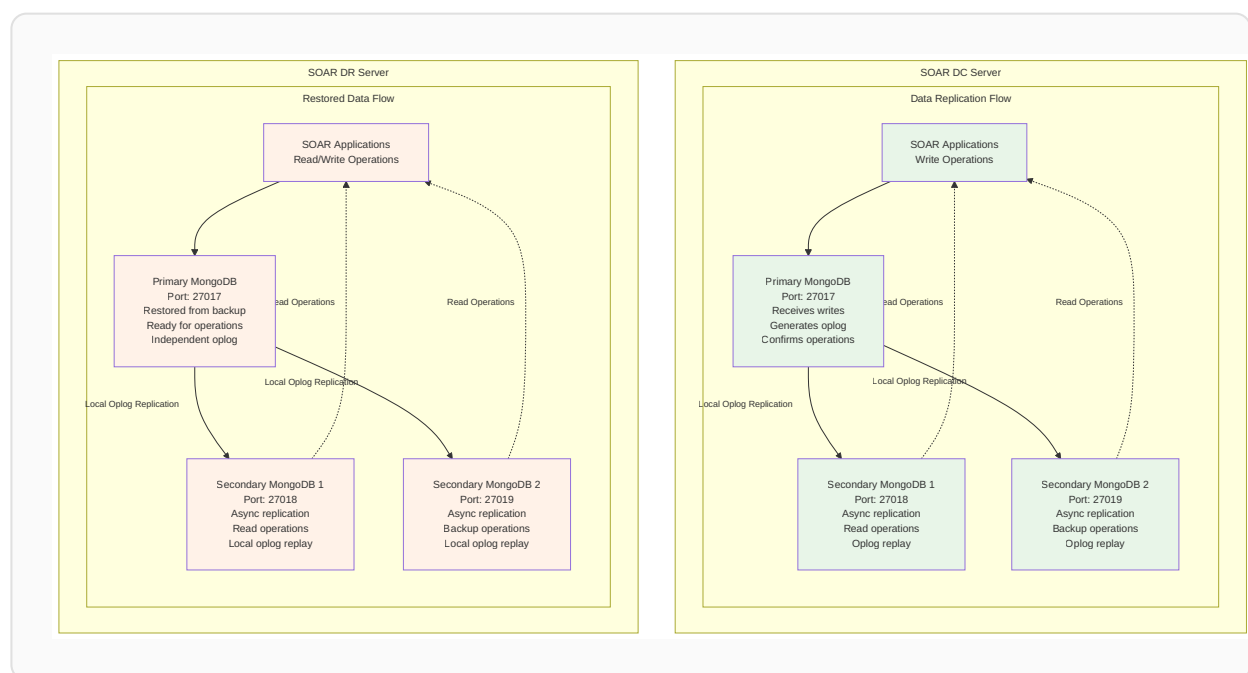 SOAR DR Server
Restored Data Flow
SOAR Applications
Read/Write Operations
Primary MongoDB
Port: 27017
Restored from backup
Ready for operations
Independent oplog
ead Operations
Read Operations
Local Oplog Replication
Local Oplog Replication
Secondary MongoDB 1
Port: 27018
Async replication
Read operations
Local oplog replay
Secondary MongoDB 2
Port: 27019
Async replication
Backup operations
Local oplog replay
SOAR DC Server
Data Replication Flow
SOAR Applications
Write Operations
Primary MongoDB
Port: 27017
Receives writes
Generates oplog
Confirms operations
ead Operations
Read Operations
Local Oplog Replication
Local Oplog Replication
Secondary MongoDB 1
Port: 27018
Async replication
Read operations
Oplog replay
Secondary MongoDB 2
Port: 27019
Async replication
Backup operations
Oplog replay